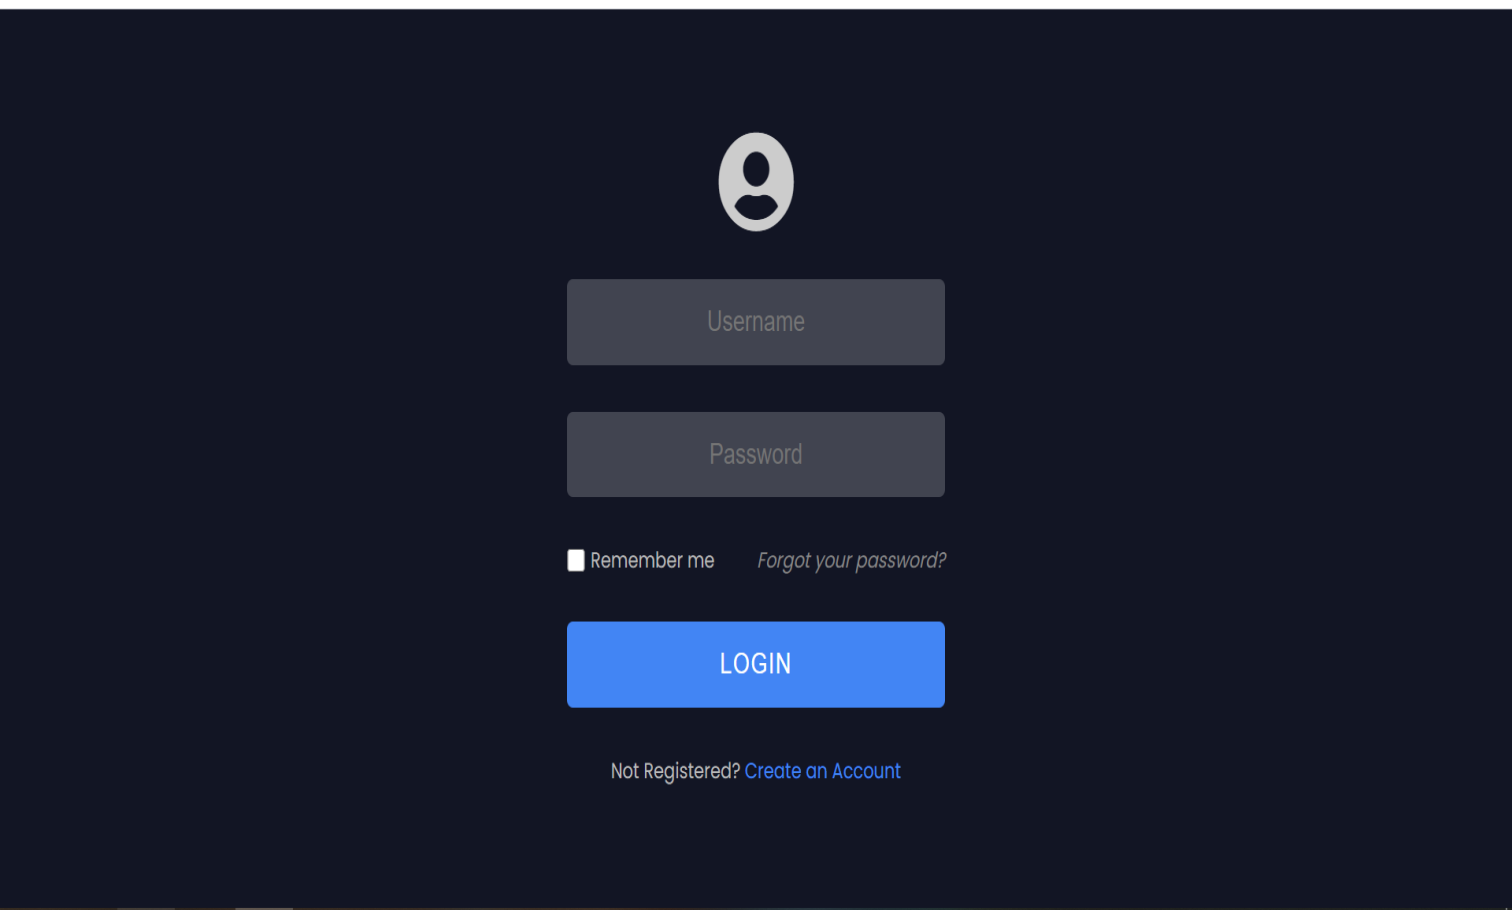 Username
Password
Remember me Forgot your password?
LOGIN
Not Registered? Create an Account